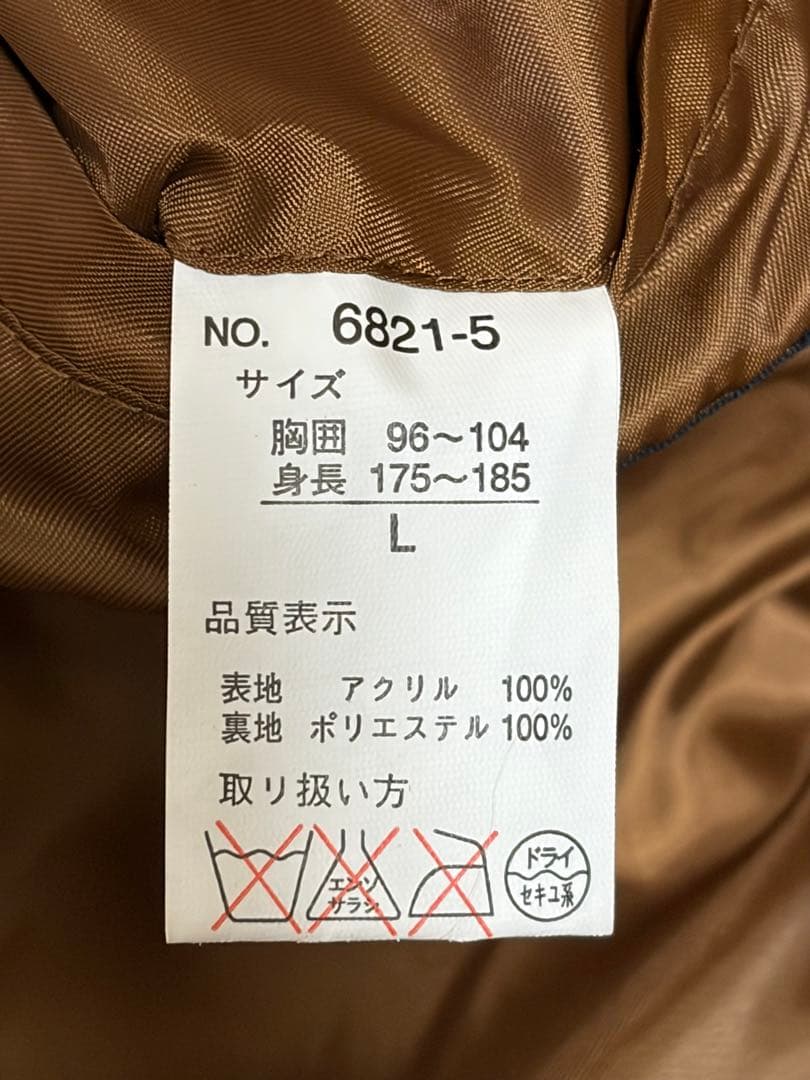 NO. 6821-5
サイズ
胸囲 96〜104
身長 175〜185
L
品質表示
表地 アクリル 100%
裏地 ポリエステル 100%
取り扱い方
エンソ
サラシ
ドライ
セキユ系